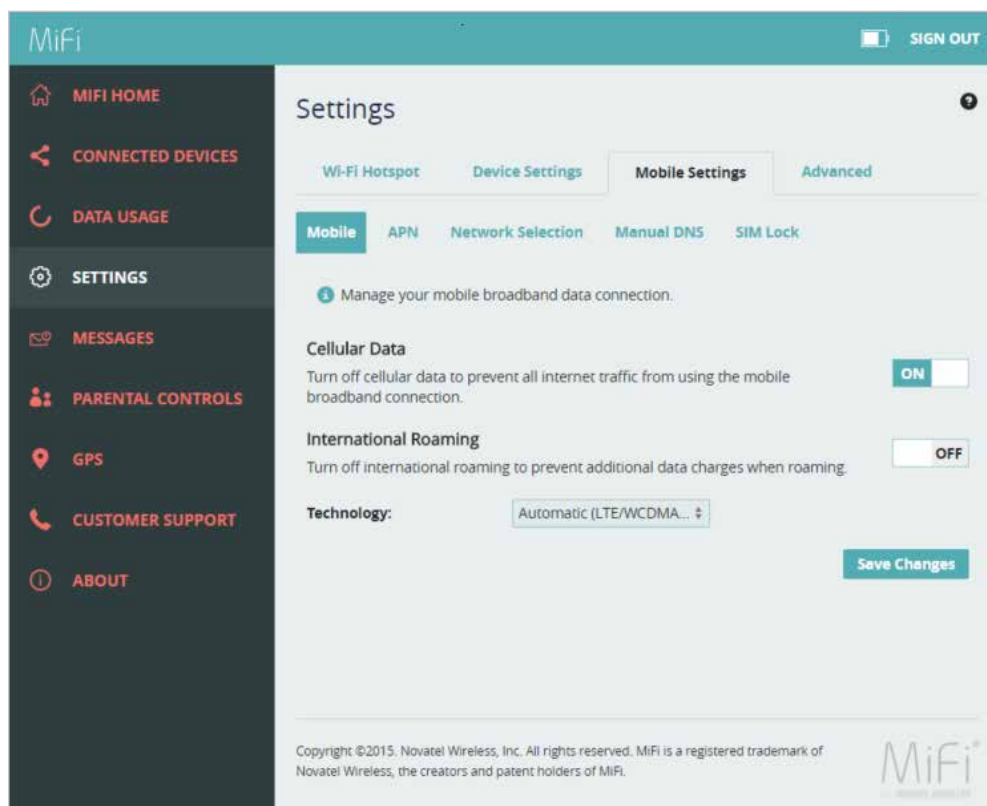 MiFi
SIGN OUT
MIFI HOME
CONNECTED DEVICES
DATA USAGE
SETTINGS
MESSAGES
PARENTAL CONTROLS
GPS
CUSTOMER SUPPORT
ABOUT
Settings
Wi-Fi Hotspot
Device Settings
Mobile Settings
Advanced
Mobile
APN
Network Selection
Manual DNS
SIM Lock
Manage your mobile broadband data connection.
Cellular Data
Turn off cellular data to prevent all internet traffic from using the mobile
broadband connection.
ON
International Roaming
Turn off international roaming to prevent additional data charges when roaming.
OFF
Technology:
Automatic (LTE/WCDMA...
Save Changes
Copyright ©2015. Novatel Wireless, Inc. All rights reserved. MiFi is a registered trademark of
Novatel Wireless, the creators and patent holders of MiFi.
MiFi®